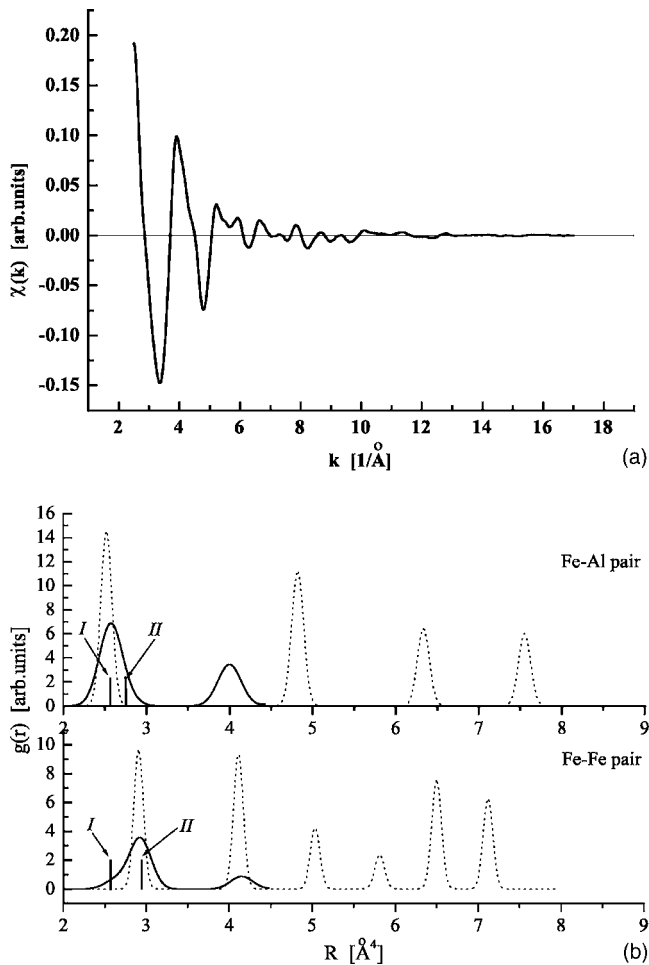 0.20
0.15
0.10
0.05
0.00
-0.05
-0.10
-0.15
χ(k) [arb.units]
2 4 6 8 10 12 14 16 18
k [1/Å]
(a)
16
14
12
10
8
6
4
2
0
Fe-Al pair
I
II
2 3 4 5 6 7 8 9
g(r) [arb.units]
10
8
6
4
2
0
Fe-Fe pair
I
II
2 3 4 5 6 7 8 9
R [Å⁴]
(b)